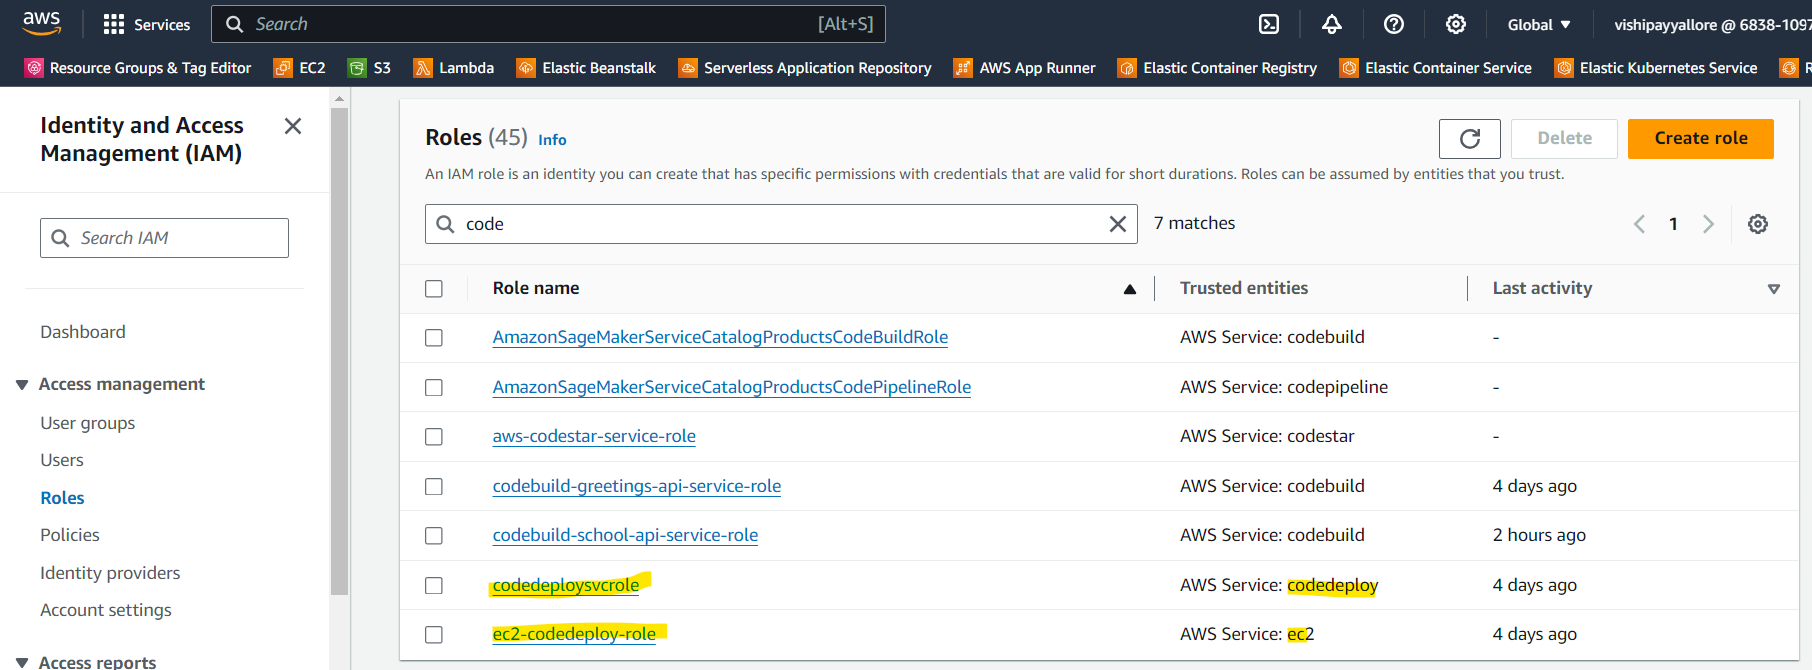 aws
Services
Search
[Alt+S]
Global
vishipayyallore @ 6838-1097
Resource Groups & Tag Editor
EC2
S3
Lambda
Elastic Beanstalk
Serverless Application Repository
AWS App Runner
Elastic Container Registry
Elastic Container Service
Elastic Kubernetes Service
Identity and Access
Management (IAM)
Search IAM
Dashboard
Access management
User groups
Users
Roles
Policies
Identity providers
Account settings
Access reports
Roles (45) Info
Delete
Create role
An IAM role is an identity you can create that has specific permissions with credentials that are valid for short durations. Roles can be assumed by entities that you trust.
code
7 matches
1
Role name Trusted entities Last activity
AmazonSageMakerServiceCatalogProductsCodeBuildRole AWS Service: codebuild -
AmazonSageMakerServiceCatalogProductsCodePipelineRole AWS Service: codepipeline -
aws-codestar-service-role AWS Service: codestar -
codebuild-greetings-api-service-role AWS Service: codebuild 4 days ago
codebuild-school-api-service-role AWS Service: codebuild 2 hours ago
codedeploysvcrole AWS Service: codedeploy 4 days ago
ec2-codedeploy-role AWS Service: ec2 4 days ago